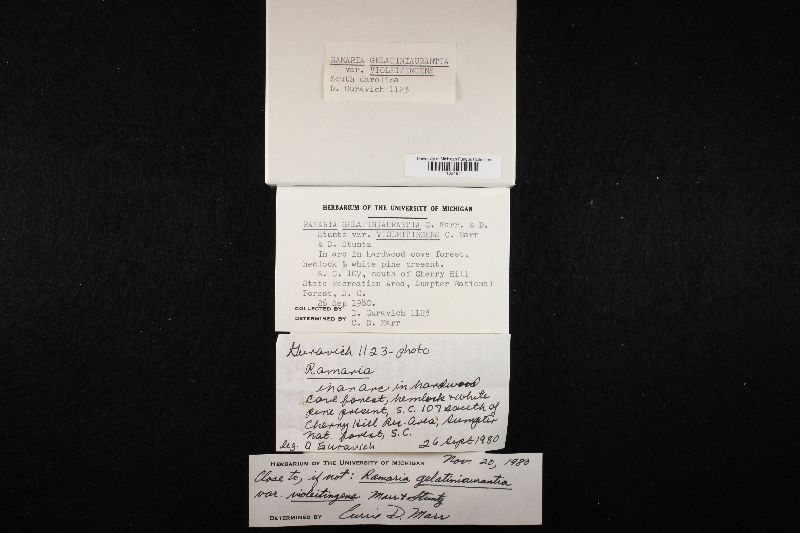 RAMARIA GELATINIAURANTIA
var. VIOLEITINGENS
South Carolina
D. Guravich 1123
University of Michigan Fungus Collection
HERBARIUM OF THE UNIVERSITY OF MICHIGAN
RAMARIA GELATINIAURANTIA C. Marr. & D.
Stuntz var. VIOLEITINGENS C. Marr
& D. Stuntz
In arc in hardwood cove forest,
hemlock & white pine present.
S. C. 107, south of Cherry Hill
State Recreation Area, Sumpter National
Forest, S. C.
26 Sep 1980.
COLLECTED BY D. Guravich 1123
DETERMINED BY C. D. Marr
Guravich 1123-photo
Ramaria
in an arc in hardwood
cove forest, hemlock & white
pine present, S.C. 107 south of
Cherry Hill Rec. Area, Sumpter
Nat. Forest, S.C.
leg. D Guravich 26 Sept 1980
HERBARIUM OF THE UNIVERSITY OF MICHIGAN Nov. 20, 1980
Close to, if not: Ramaria gelatiniaurantia
var. violeitingens Marr & Stuntz
DETERMINED BY Currie D. Marr